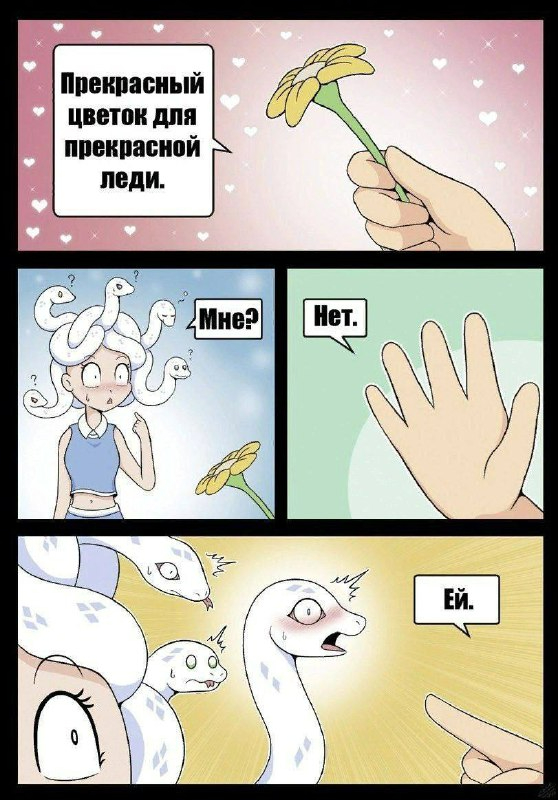 Прекрасный
цветок для
прекрасной
леди.
?
?
?
?
Мне?
Нет.
Ей.